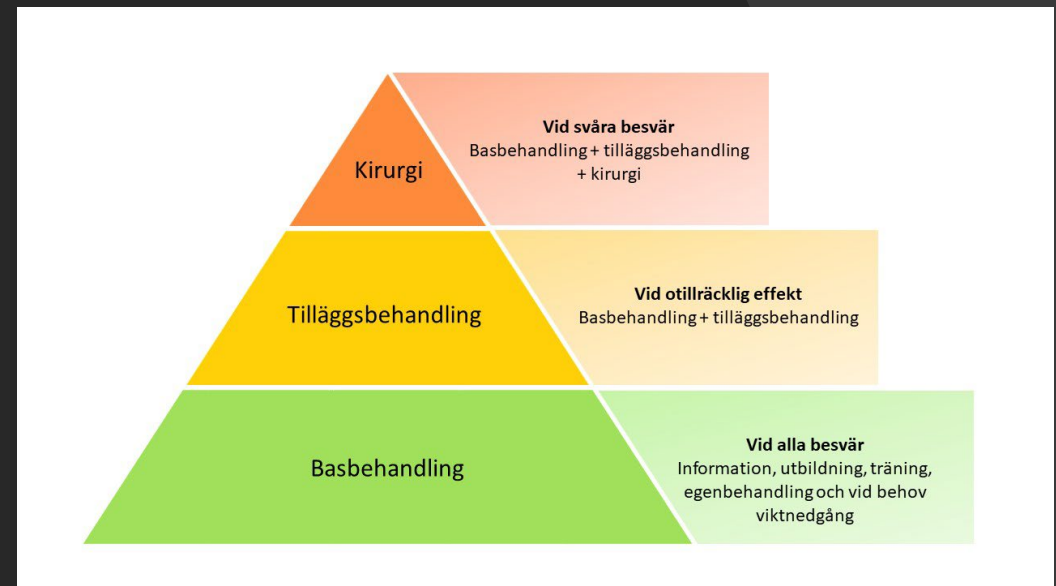 Kirurgi
Vid svåra besvär
Basbehandling + tilläggsbehandling
+ kirurgi
Tilläggsbehandling
Vid otillräcklig effekt
Basbehandling + tilläggsbehandling
Basbehandling
Vid alla besvär
Information, utbildning, träning,
egenbehandling och vid behov
viktnedgång